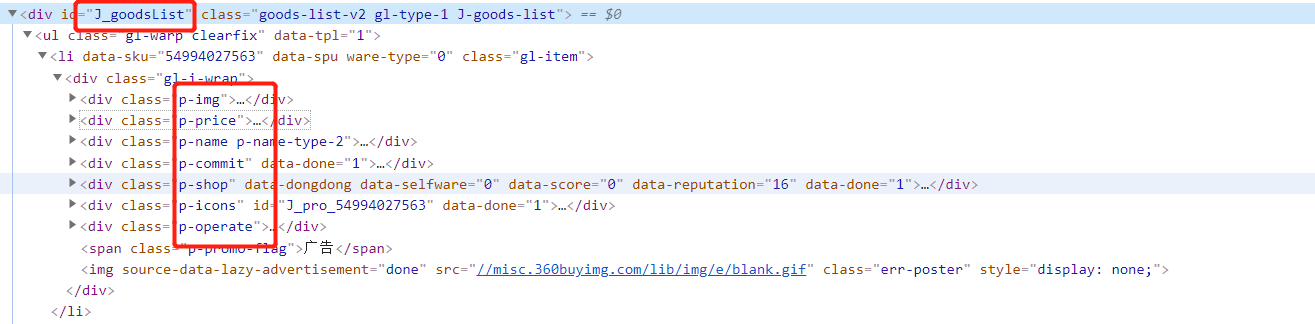 <div id="J_goodsList" class="goods-list-v2 gl-type-1 J-goods-list"> == $0
<ul class="gl-warp clearfix" data-tpl="1">
<li data-sku="54994027563" data-spu ware-type="0" class="gl-item">
<div class="gl-i-wrap">
<div class="p-img">…</div>
<div class="p-price">…</div>
<div class="p-name p-name-type-2">…</div>
<div class="p-commit" data-done="1">…</div>
<div class="p-shop" data-dongdong data-selfware="0" data-score="0" data-reputation="16" data-done="1">…</div>
<div class="p-icons" id="J_pro_54994027563" data-done="1">…</div>
<div class="p-operate">…</div>
<span class="p-promo-flag">广告</span>
<img source-data-lazy-advertisement="done" src="//misc.360buyimg.com/lib/img/e/blank.gif" class="err-poster" style="display: none;">
</div>
</li>